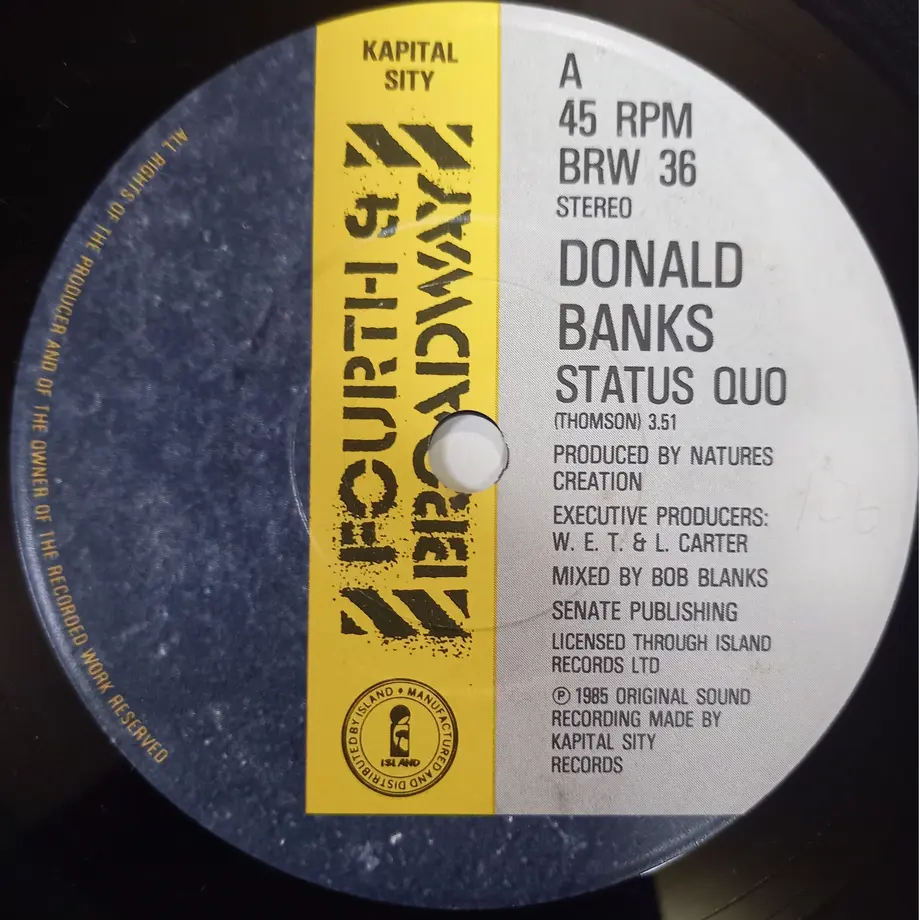 KAPITAL
SITY
FOURTH &
BROADWAY
MANUFACTURED AND DISTRIBUTED BY ISLAND •
ISLAND
A
45 RPM
BRW 36
STEREO
DONALD
BANKS
STATUS QUO
(THOMSON) 3.51
PRODUCED BY NATURES
CREATION
EXECUTIVE PRODUCERS:
W. E. T. & L. CARTER
MIXED BY BOB BLANKS
SENATE PUBLISHING
LICENSED THROUGH ISLAND
RECORDS LTD
℗ 1985 ORIGINAL SOUND
RECORDING MADE BY
KAPITAL SITY
RECORDS
ALL RIGHTS OF THE PRODUCER AND OF THE OWNER OF THE RECORDED WORK RESERVED